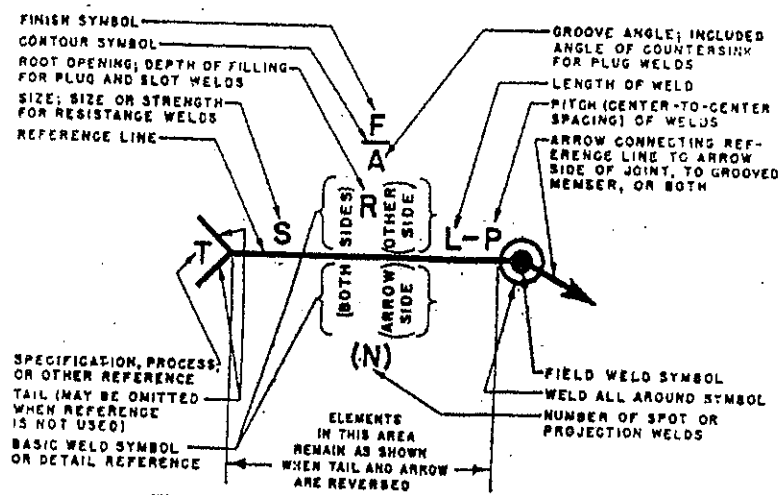 FINISH SYMBOL
CONTOUR SYMBOL
ROOT OPENING; DEPTH OF FILLING
FOR PLUG AND SLOT WELDS
SIZE; SIZE OR STRENGTH
FOR RESISTANCE WELDS
REFERENCE LINE
GROOVE ANGLE; INCLUDED
ANGLE OF COUNTERSINK
FOR PLUG WELDS
LENGTH OF WELD
PITCH (CENTER-TO-CENTER
SPACING) OF WELDS
ARROW CONNECTING REF-
ERENCE LINE TO ARROW
SIDE OF JOINT, TO GROOVED
MEMBER, OR BOTH
F
A
R
(BOTH SIDES)
(OTHER SIDE)
(ARROW SIDE)
T
S
L-P
(N)
SPECIFICATION, PROCESS,
OR OTHER REFERENCE
TAIL (MAY BE OMITTED
WHEN REFERENCE
IS NOT USED)
BASIC WELD SYMBOL
OR DETAIL REFERENCE
ELEMENTS
IN THIS AREA
REMAIN AS SHOWN
WHEN TAIL AND ARROW
ARE REVERSED
FIELD WELD SYMBOL
WELD ALL AROUND SYMBOL
NUMBER OF SPOT OR
PROJECTION WELDS